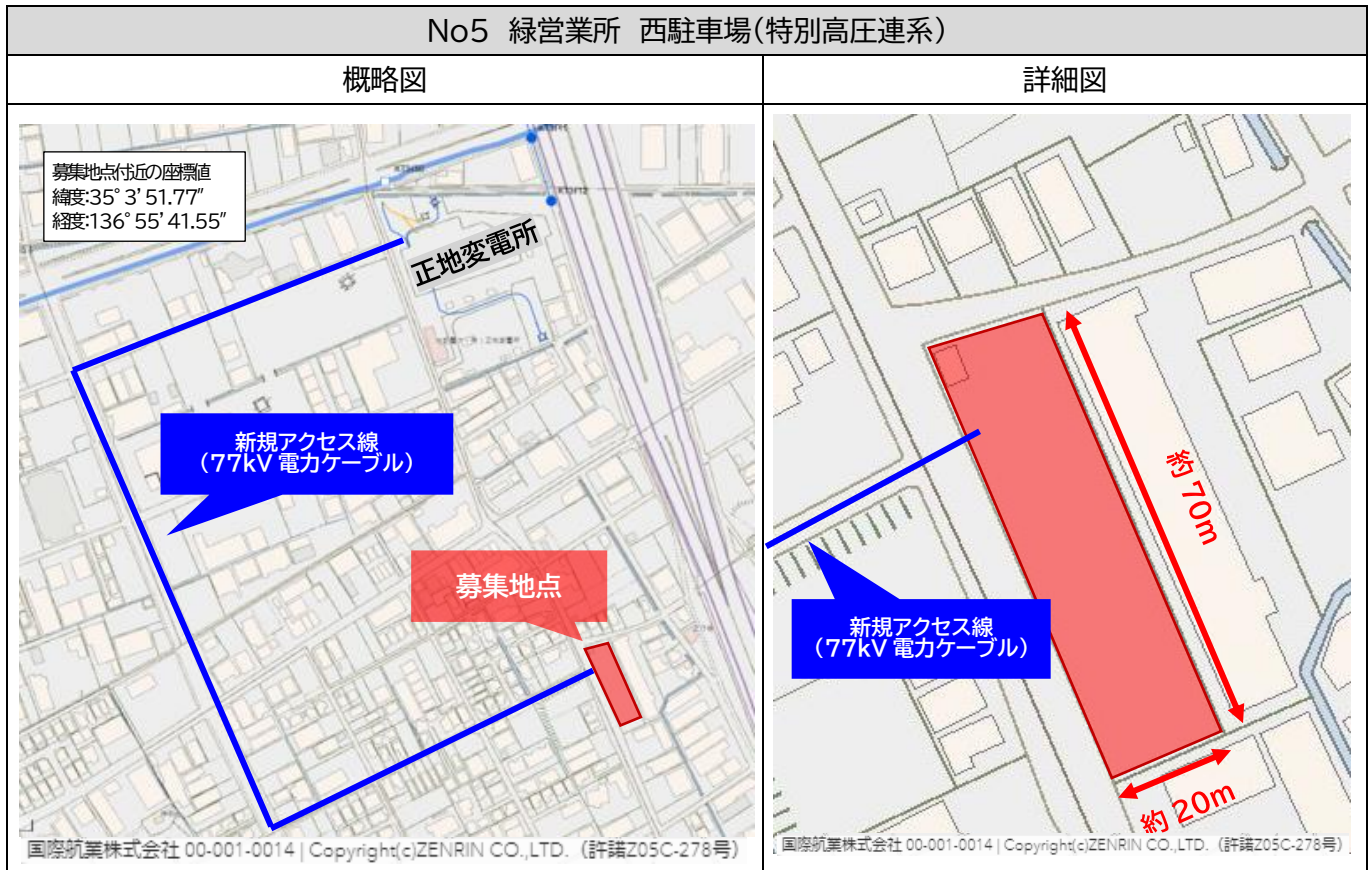 No5 緑営業所 西駐車場(特別高圧連系)
概略図
詳細図
募集地点付近の座標値
緯度:35°3’51.77”
経度:136°55’41.55”
正地変電所
新規アクセス線
(77kV 電力ケーブル)
募集地点
国際航業株式会社 00-001-0014 | Copyright(c)ZENRIN CO.,LTD. (許諾Z05C-278号)
約 70m
新規アクセス線
(77kV 電力ケーブル)
約 20m
国際航業株式会社 00-001-0014 | Copyright(c)ZENRIN CO.,LTD. (許諾Z05C-278号)